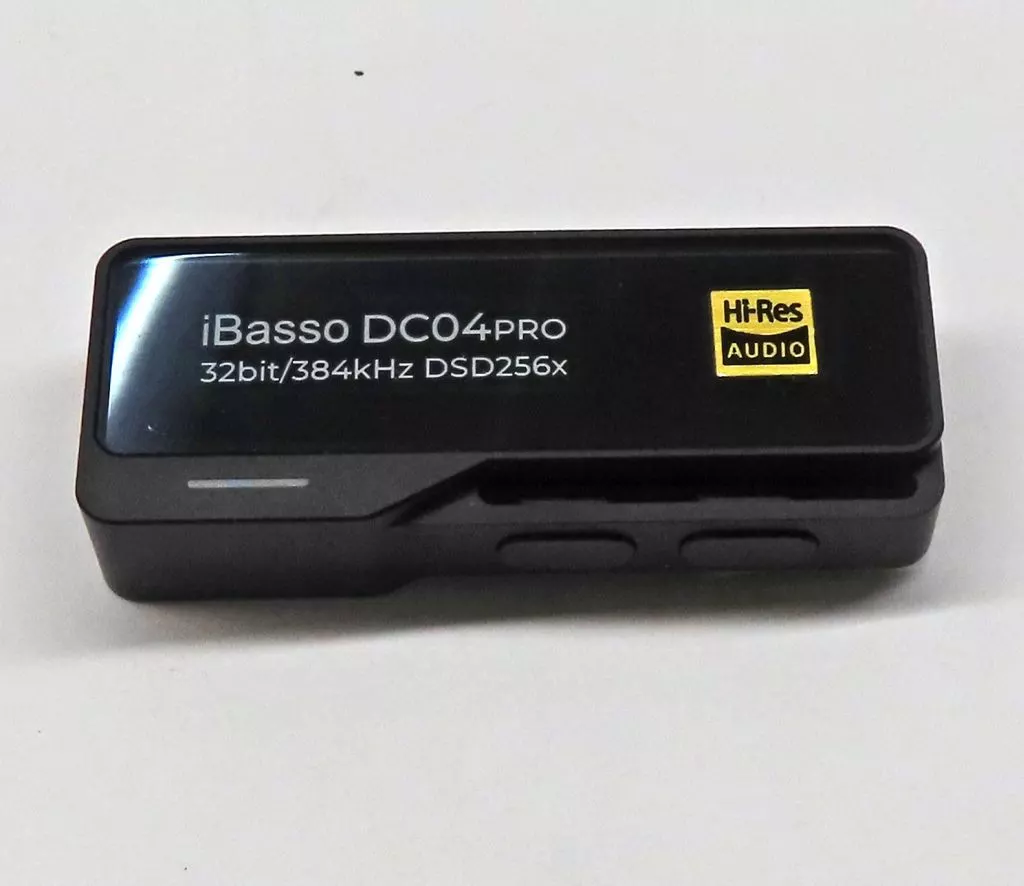 iBasso DC04PRO
32bit/384kHz DSD256x
Hi-Res
AUDIO